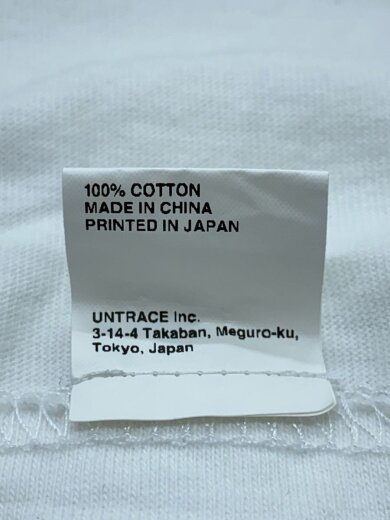 100% COTTON
MADE IN CHINA
PRINTED IN JAPAN
UNTRACE Inc.
3-14-4 Takaban, Meguro-ku,
Tokyo, Japan